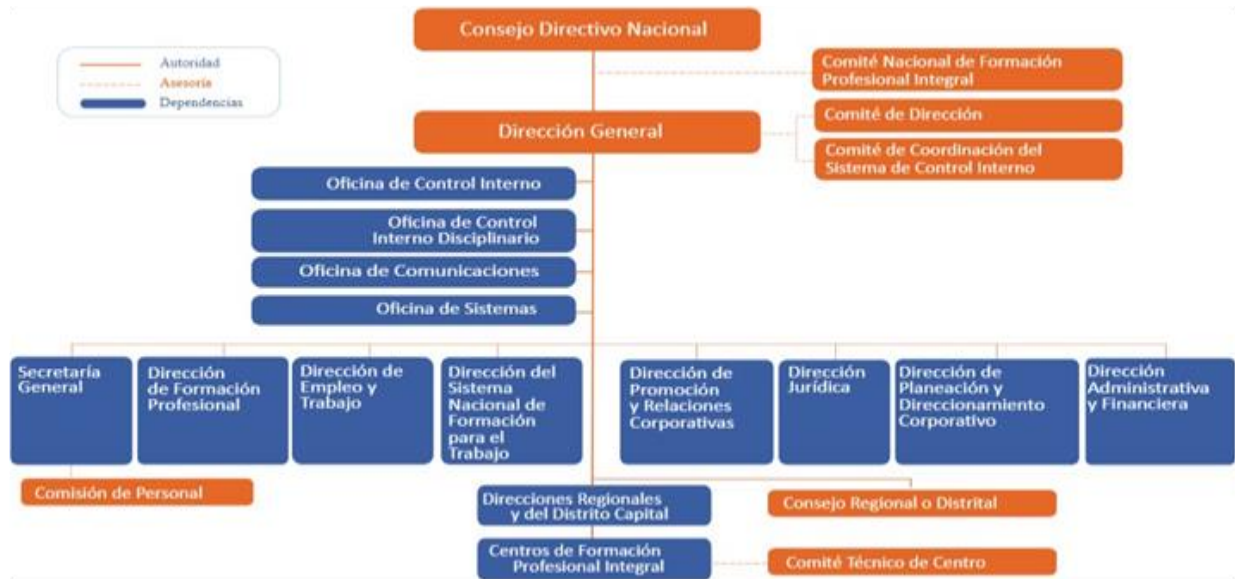 Consejo Directivo Nacional
Autoridad
Asesoría
Dependencias
Comité Nacional de Formación
Profesional Integral
Dirección General
Comité de Dirección
Comité de Coordinación del
Sistema de Control Interno
Oficina de Control Interno
Oficina de Control
Interno Disciplinario
Oficina de Comunicaciones
Oficina de Sistemas
Secretaría
General
Dirección
de Formación
Profesional
Dirección de
Empleo y
Trabajo
Dirección del
Sistema
Nacional de
Formación
para el
Trabajo
Dirección de
Promoción
y Relaciones
Corporativas
Dirección
Jurídica
Dirección de
Planeación y
Direccionamiento
Corporativo
Dirección
Administrativa
y Financiera
Comisión de Personal
Direcciones Regionales
y del Distrito Capital
Consejo Regional o Distrital
Centros de Formación
Profesional Integral
Comité Técnico de Centro